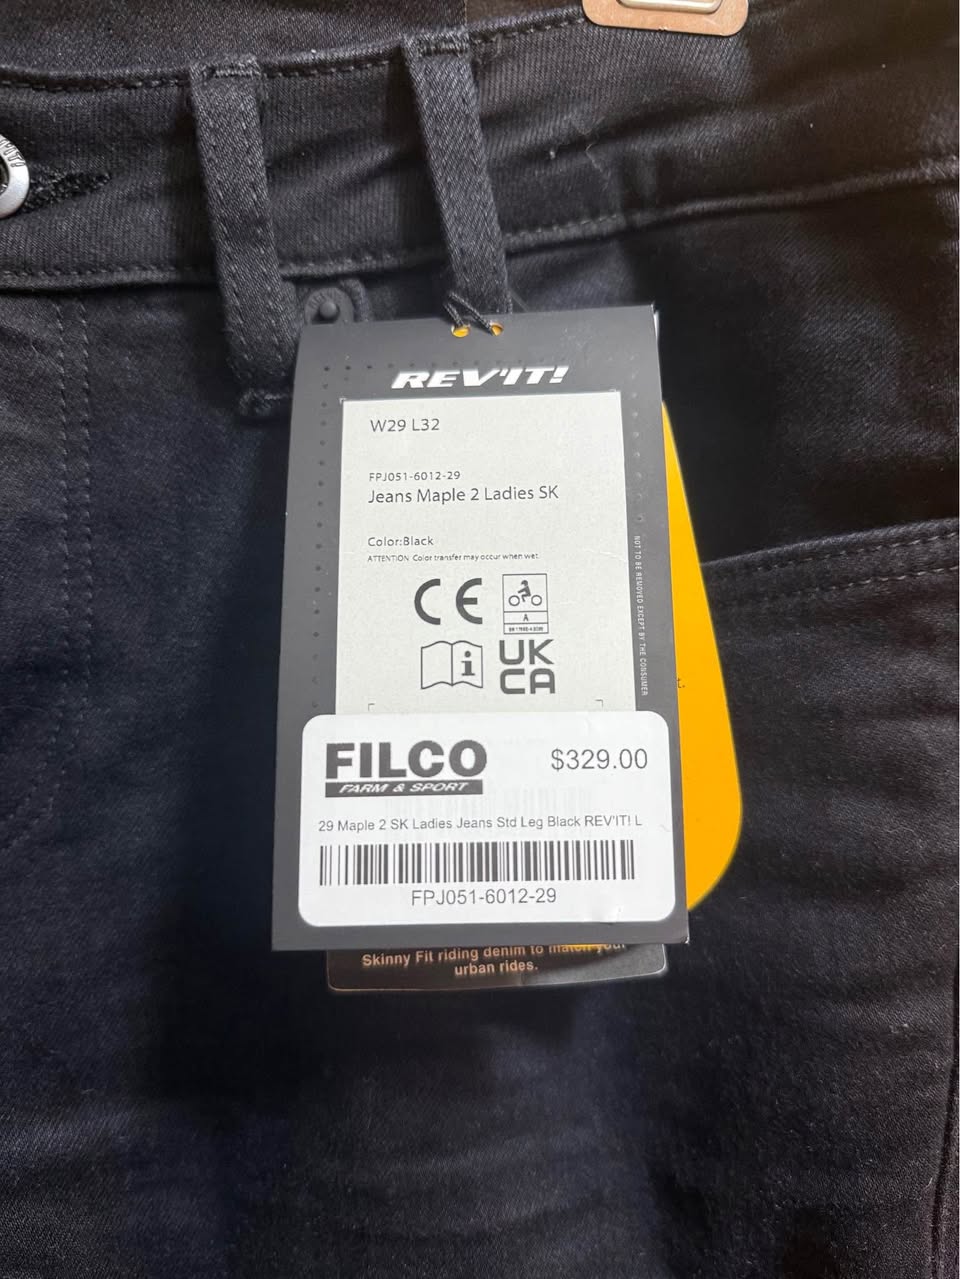 REV'IT!
W29 L32
FPJ051-6012-29
Jeans Maple 2 Ladies SK
Color:Black
ATTENTION Color transfer may occur when wet.
CE
A
i
UK
CA
NOT TO BE REMOVED EXCEPT BY THE CONSUMER
t.
FILCO
FARM & SPORT
$329.00
29 Maple 2 SK Ladies Jeans Std Leg Black REV'IT! L
FPJ051-6012-29
Skinny Fit riding denim to match your
urban rides.